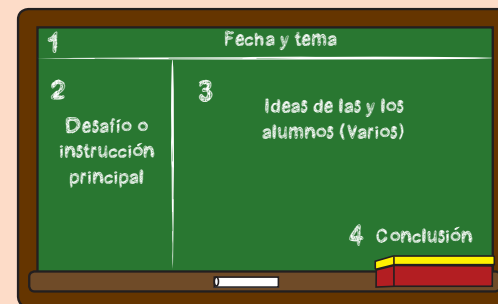 1 Fecha y tema
2
Desafío o
instrucción
principal
3
Ideas de las y los
alumnos (Varios)
4 Conclusión